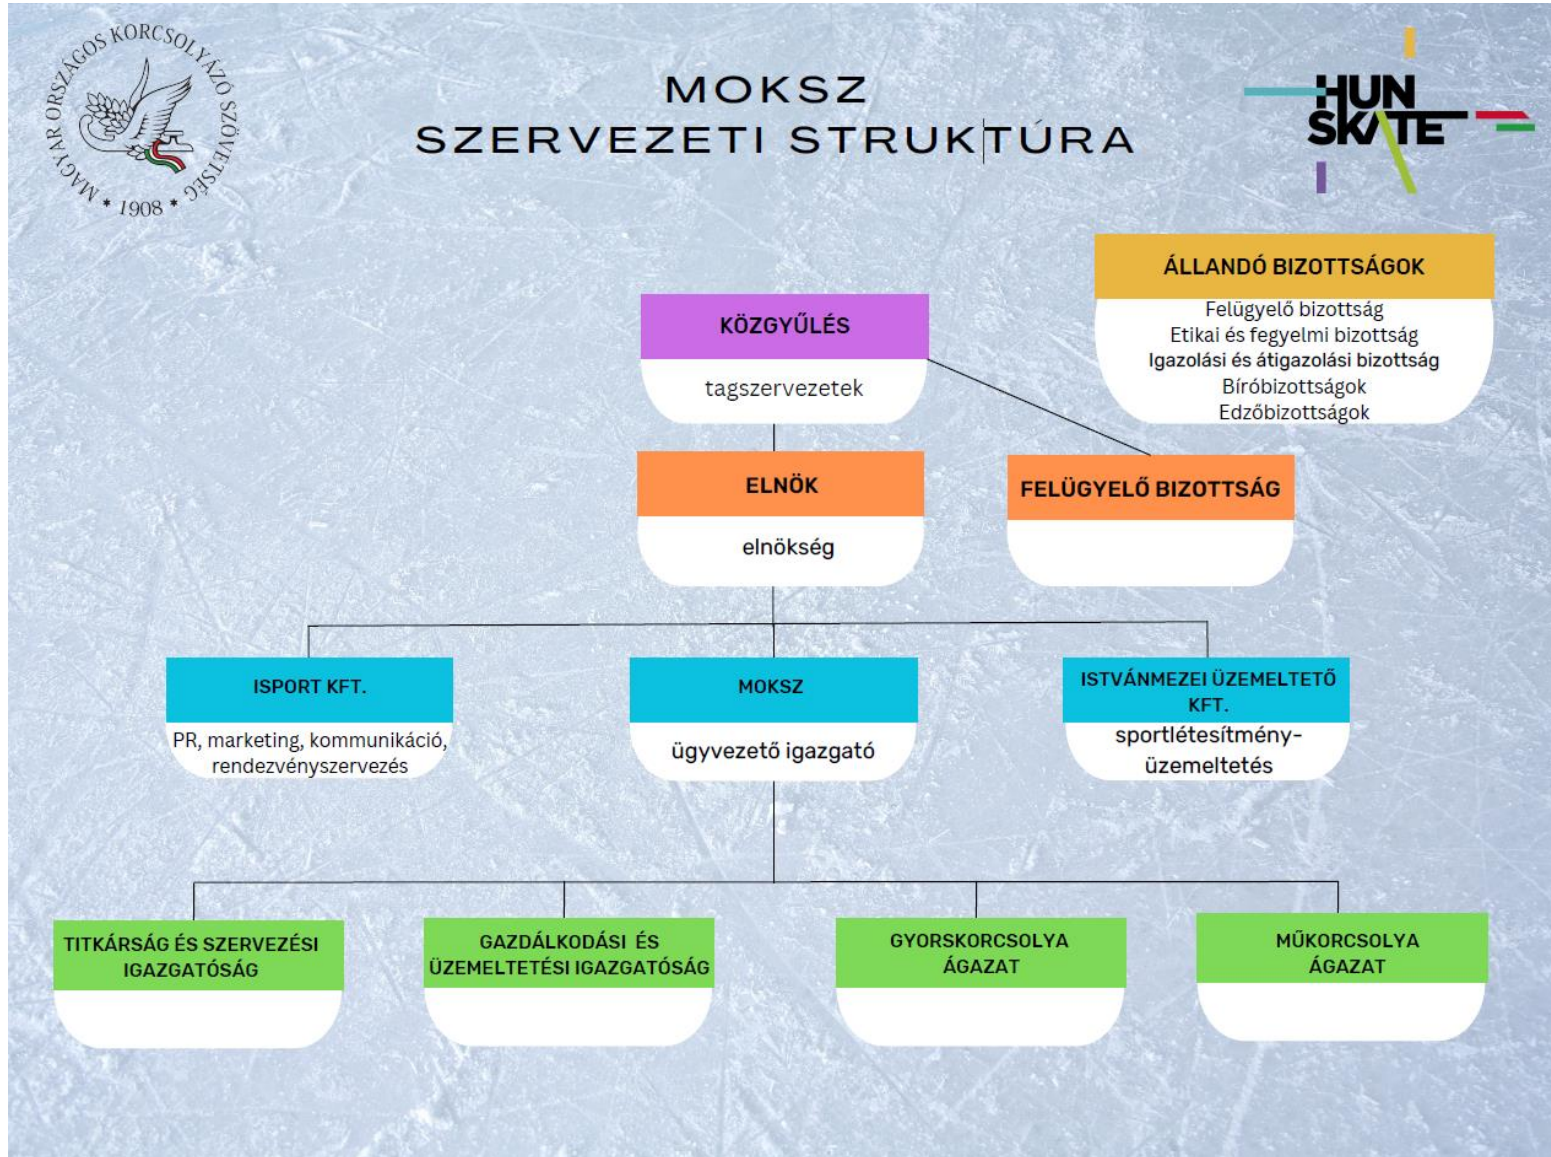 MAGYAR ORSZÁGOS KORCSOLYÁZÓ SZÖVETSÉG
* 1908 *
MOKSZ
SZERVEZETI STRUKTÚRA
HUN
SKATE
ÁLLANDÓ BIZOTTSÁGOK
Felügyelő bizottság
Etikai és fegyelmi bizottság
Igazolási és átigazolási bizottság
Bíróbizottságok
Edzőbizottságok
KÖZGYŰLÉS
tagszervezetek
ELNÖK
elnökség
FELÜGYELŐ BIZOTTSÁG
ISPORT KFT.
PR, marketing, kommunikáció,
rendezvényszervezés
MOKSZ
ügyvezető igazgató
ISTVÁNMEZEI ÜZEMELTETŐ
KFT.
sportlétesítmény-
üzemeltetés
TITKÁRSÁG ÉS SZERVEZÉSI
IGAZGATÓSÁG
GAZDÁLKODÁSI ÉS
ÜZEMELTETÉSI IGAZGATÓSÁG
GYORSKORCSOLYA
ÁGAZAT
MŰKORCSOLYA
ÁGAZAT